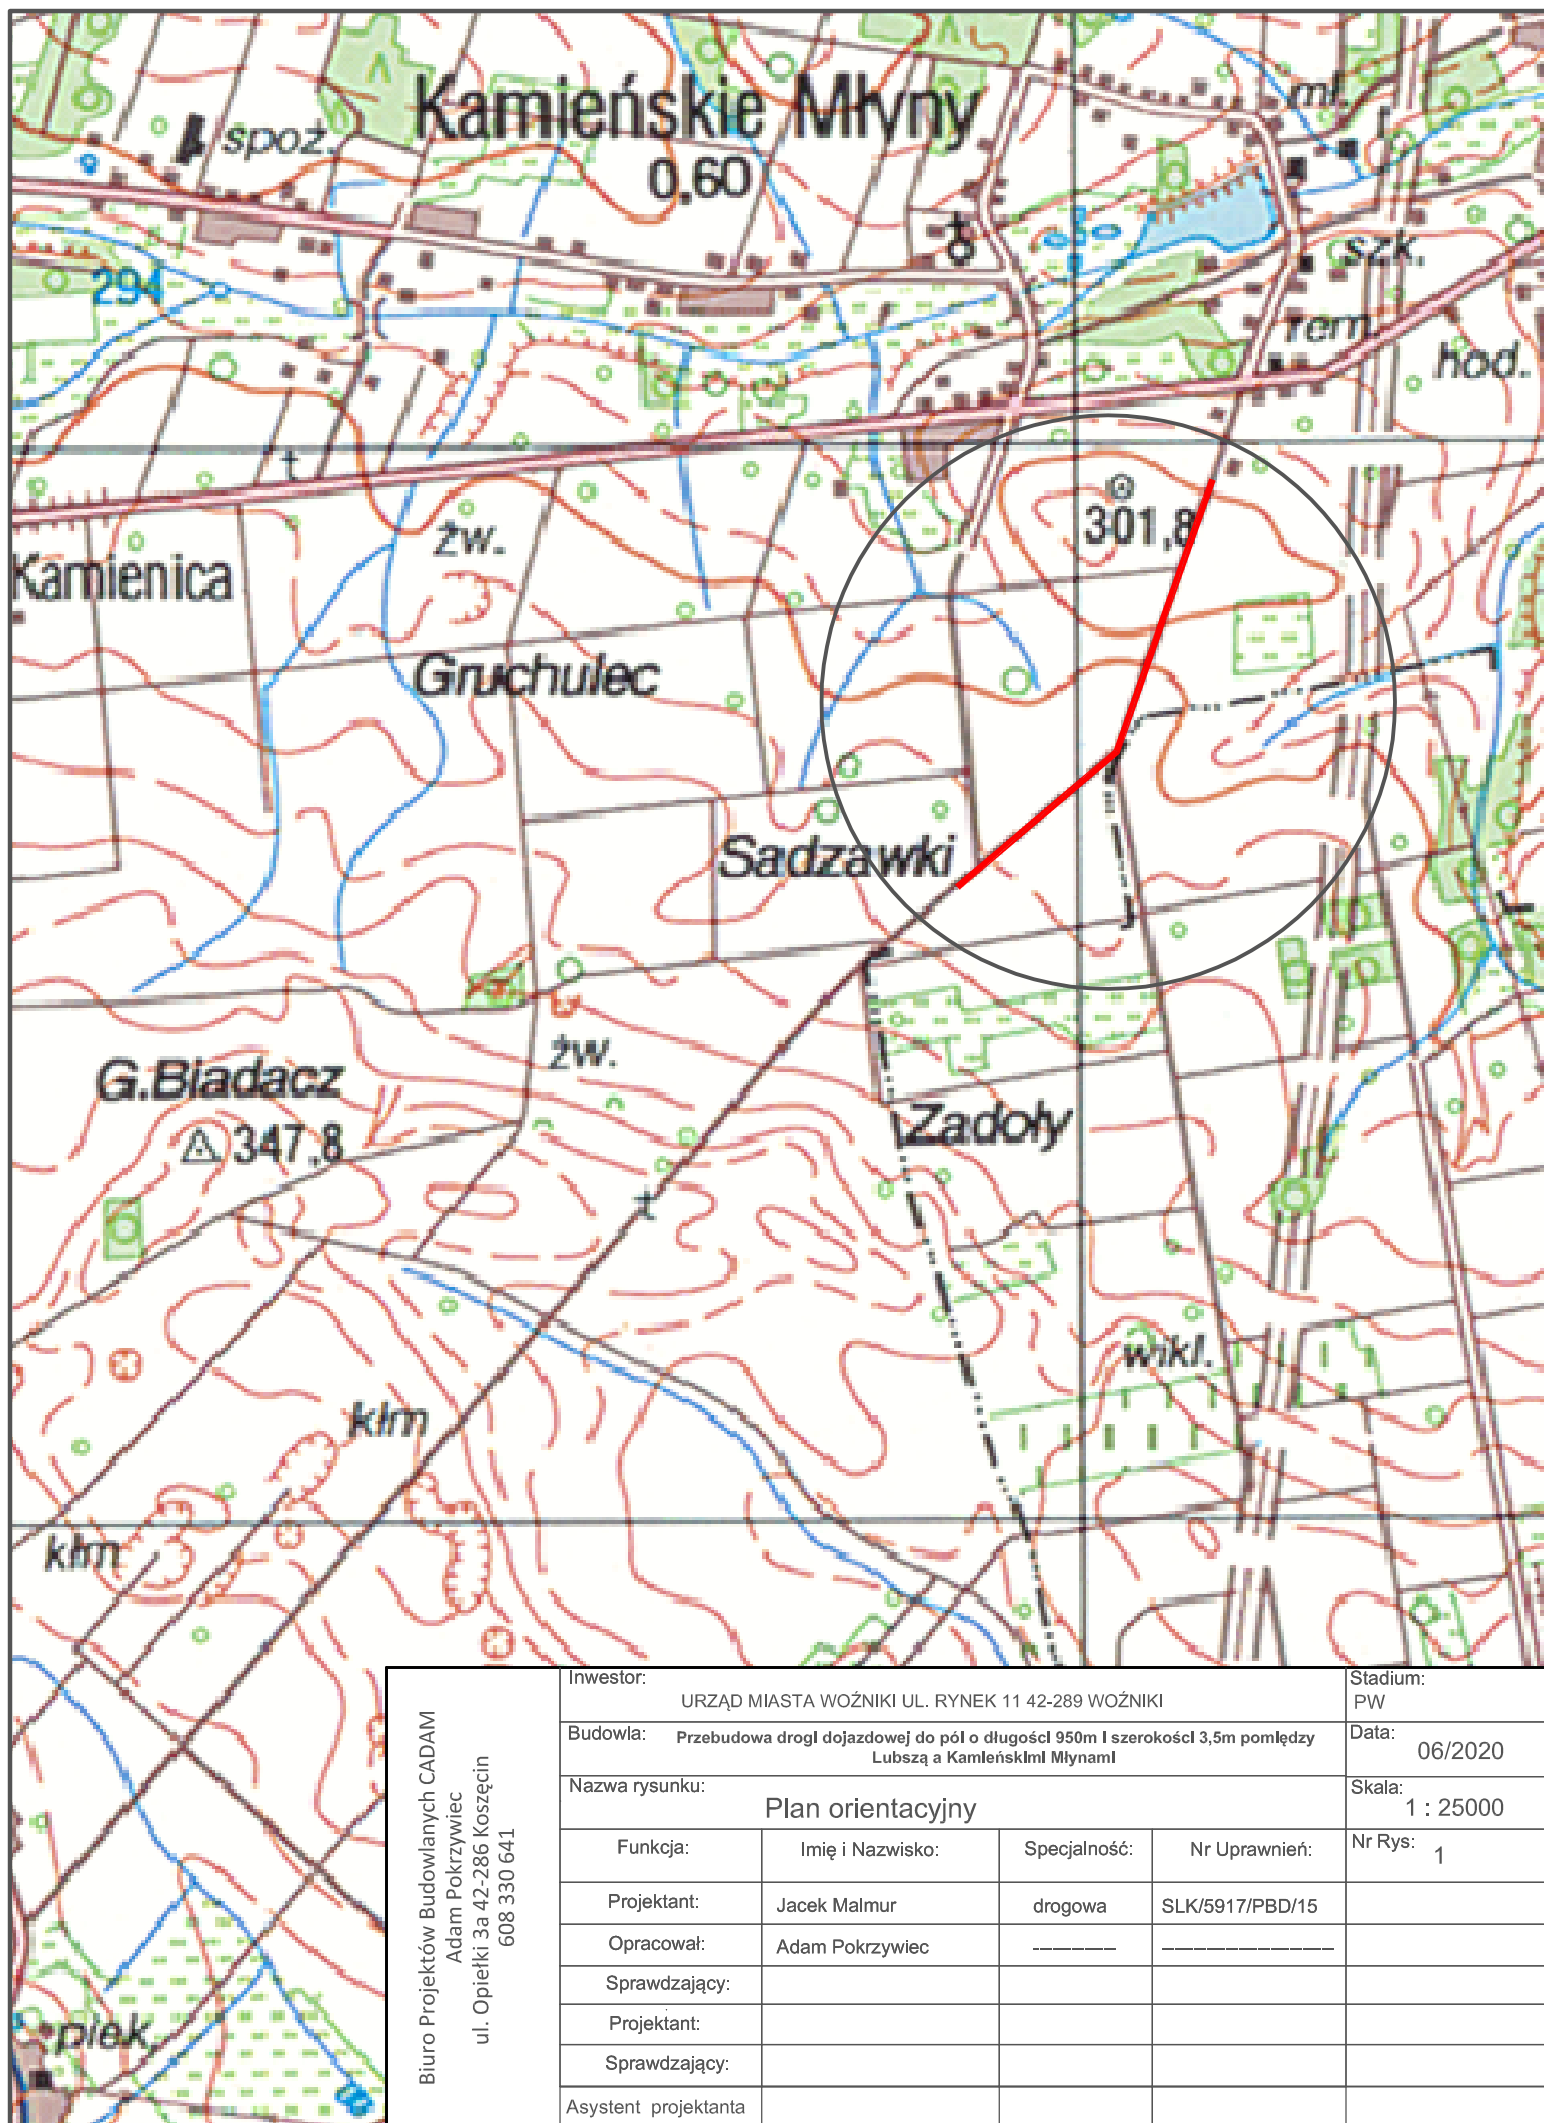 Kamieńskie Młyny
0.60
mł.
spoż.
szk.
294
rem.
hod.
301,8
żw.
Kamienica
Gruchulec
Sadzawki
żw.
G.Biadacz
347,8
Zadoły
wikl.
kłm
kłm
piek.
Biuro Projektów Budowlanych CADAM
Adam Pokrzywiec
ul. Opiełki 3a 42-286 Koszęcin
608 330 641
Inwestor:
URZĄD MIASTA WOŹNIKI UL. RYNEK 11 42-289 WOŹNIKI
Stadium:
PW
Budowla: Przebudowa drogi dojazdowej do pól o długości 950m i szerokości 3,5m pomiędzy
Lubszą a Kamieńskimi Młynami
Data:
06/2020
Nazwa rysunku:
Plan orientacyjny
Skala:
1 : 25000
Funkcja: Imię i Nazwisko: Specjalność: Nr Uprawnień: Nr Rys: 1
Projektant: Jacek Malmur drogowa SLK/5917/PBD/15
Opracował: Adam Pokrzywiec -------- ----------------
Sprawdzający:
Projektant:
Sprawdzający:
Asystent projektanta